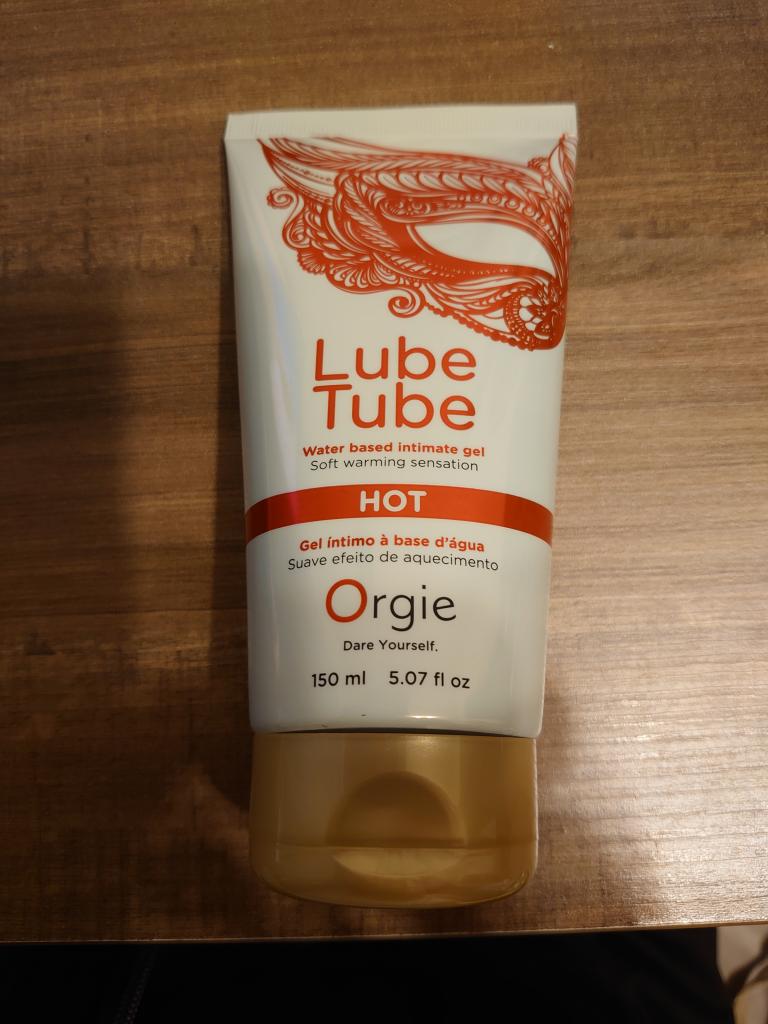 Lube
Tube
Water based intimate gel
Soft warming sensation
HOT
Gel íntimo à base d'água
Suave efeito de aquecimento
Orgie
Dare Yourself.
150 ml 5.07 fl oz